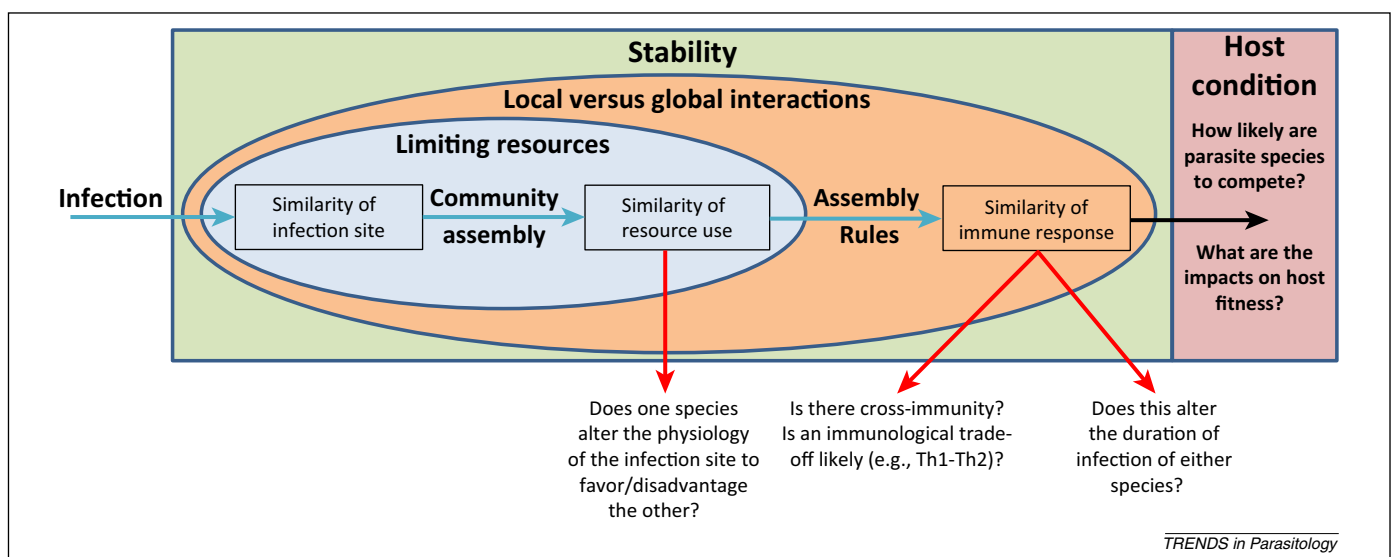 Stability
Host
condition
Local versus global interactions
Limiting resources
How likely are
parasite species
to compete?
Infection
Similarity of
infection site
Community
assembly
Similarity of
resource use
Assembly
Rules
Similarity of
immune response
What are the
impacts on host
fitness?
Does one species
alter the physiology
of the infection site to
favor/disadvantage
the other?
Is there cross-immunity?
Is an immunological trade-
off likely (e.g., Th1-Th2)?
Does this alter
the duration of
infection of either
species?
TRENDS in Parasitology